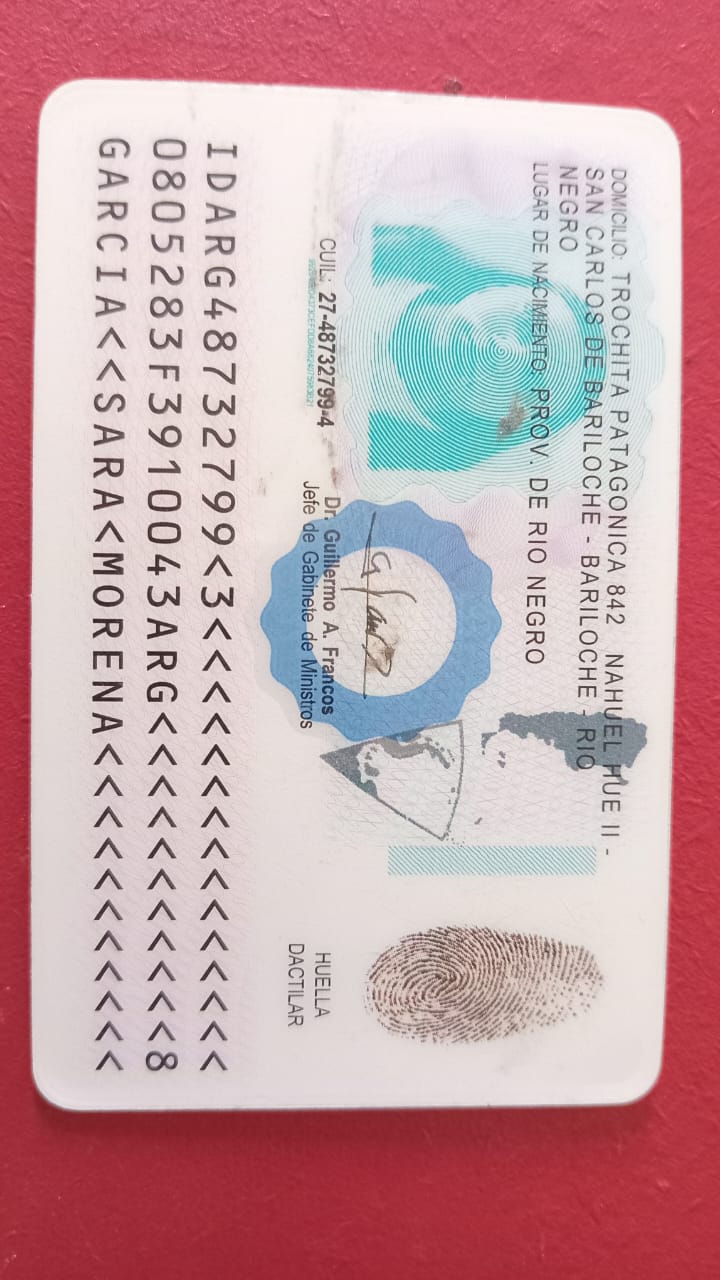 DOMICILIO: TROCHITA PATAGONICA 842 NAHUEL HUE II -
SAN CARLOS DE BARILOCHE - BARILOCHE - RIO
NEGRO
LUGAR DE NACIMIENTO: PROV. DE RIO NEGRO
CUIL: 27-48732799-4
Dr. Guillermo A. Francos
Jefe de Gabinete de Ministros
HUELLA
DACTILAR
IDARG48732799<3<<<<<<<<<<<<<<<
0805283F3910043ARG<<<<<<<<<<<8
GARCIA<<SARA<MORENA<<<<<<<<<<<